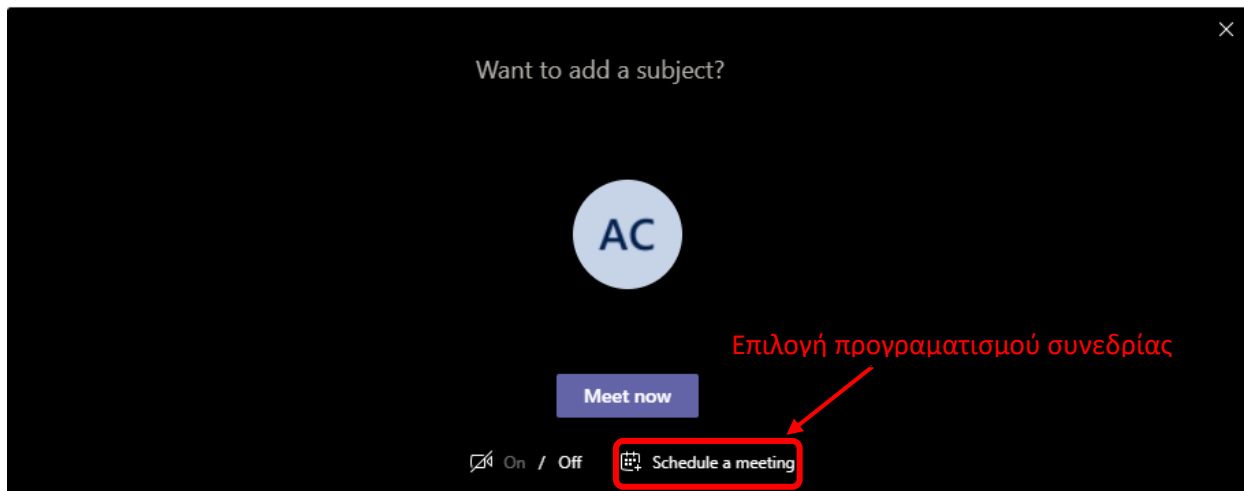 Want to add a subject?
AC
Επιλογή προγραματισμού συνεδρίας
Meet now
On / Off Schedule a meeting